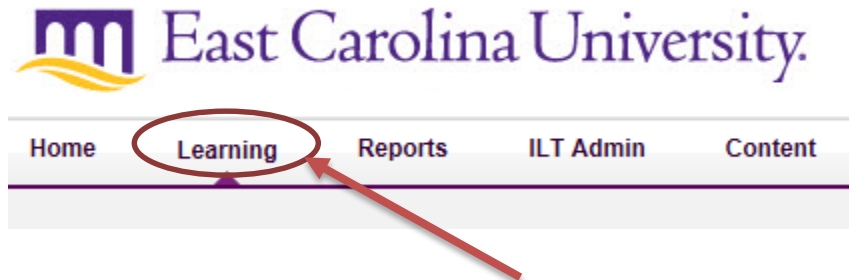 East Carolina University.
Home Learning Reports ILT Admin Content